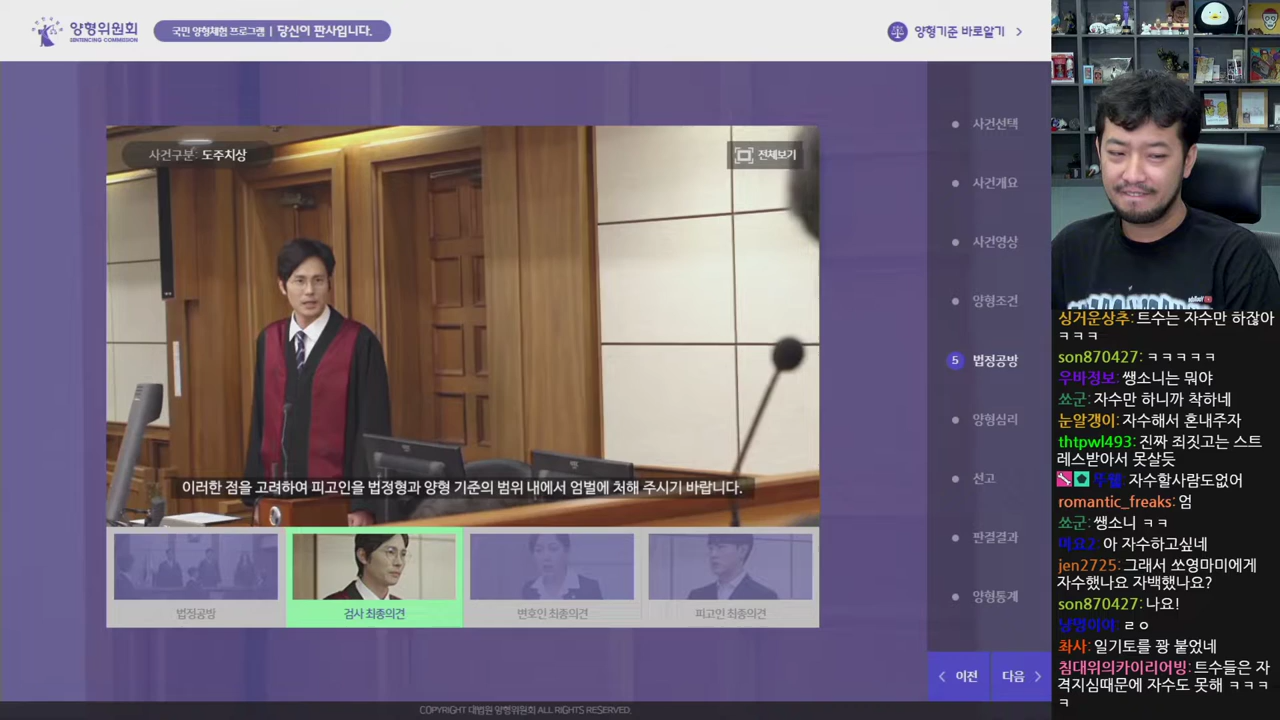 양형위원회
SENTENCING COMMISSION
국민 양형체험 프로그램 | 당신이 판사입니다.
양형기준 바로알기
사건구분: 도주치상
전체보기
이러한 점을 고려하여 피고인을 법정형과 양형 기준의 범위 내에서 엄벌에 처해 주시기 바랍니다.
법정공방
검사 최종의견
변호인 최종의견
피고인 최종의견
사건선택
사건개요
사건영상
양형조건
5 법정공방
양형심리
선고
판결결과
양형통계
이전
다음
COPYRIGHT 대법원 양형위원회 ALL RIGHTS RESERVED.
싱거운상추: 트수는 자수만 하잖아
ㅋㅋㅋ
son870427: ㅋㅋㅋㅋㅋ
우바정보: 쌩소니는 뭐야
쑈군: 자수만 하니까 착하네
눈알갱이: 자수해서 혼내주자
thtpwl493: 진짜 죄짓고는 스트
레스받아서 못살듯
자수할사람도없어
romantic_freaks: 엄
쑈군: 쌩소니 ㅋㅋ
미요2: 아 자수하고싶네
jen2725: 그래서 쏘영마미에게
자수했나요 자백했나요?
son870427: 나요!
냥멍이이: ㄹㅇ
촤사: 일기토를 꽝 붙었네
침대위의카이리어빙: 트수들은 자
격지심때문에 자수도 못해 ㅋㅋㅋ
ㅋ